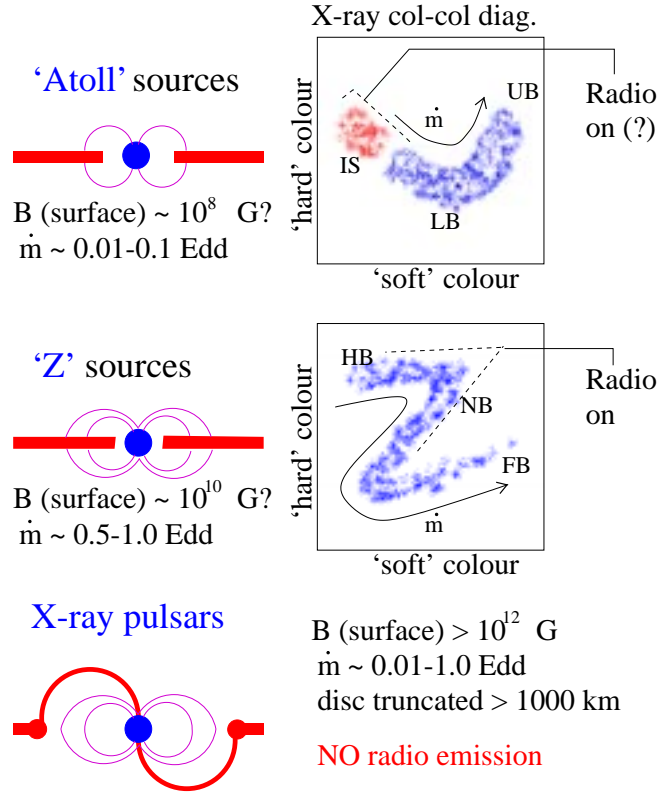 X-ray col-col diag.
‘Atoll’ sources
B (surface) ~ 10⁸ G?
ṁ ~ 0.01-0.1 Edd
‘hard’ colour
‘soft’ colour
IS
LB
UB
ṁ
Radio
on (?)
‘Z’ sources
B (surface) ~ 10¹⁰ G?
ṁ ~ 0.5-1.0 Edd
‘hard’ colour
‘soft’ colour
HB
NB
FB
ṁ
Radio
on
X-ray pulsars
B (surface) > 10¹² G
ṁ ~ 0.01-1.0 Edd
disc truncated > 1000 km
NO radio emission